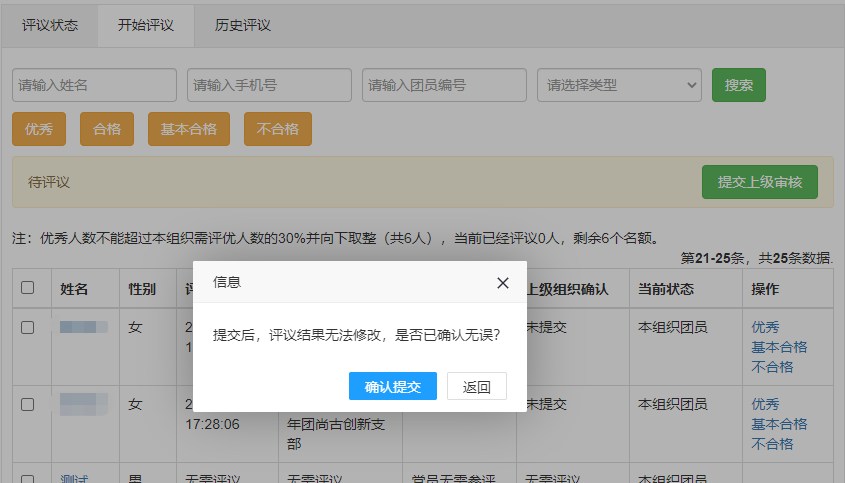 评议状态 开始评议 历史评议
请输入姓名 请输入手机号 请输入团员编号 请选择类型 搜索
优秀 合格 基本合格 不合格
待评议 提交上级审核
注：优秀人数不能超过本组织需评优人数的30%并向下取整（共6人），当前已经评议0人，剩余6个名额。
第21-25条，共25条数据.
姓名 性别 上级组织确认 当前状态 操作
信息
提交后，评议结果无法修改，是否已确认无误？
确认提交 返回
女 未提交 本组织团员 优秀
基本合格
不合格
女 未提交 本组织团员 优秀
17:28:06 年团尚古创新支 基本合格
部 不合格
测试 男 无需评议 无需评议 党员无需参评 无需评议 本组织团员